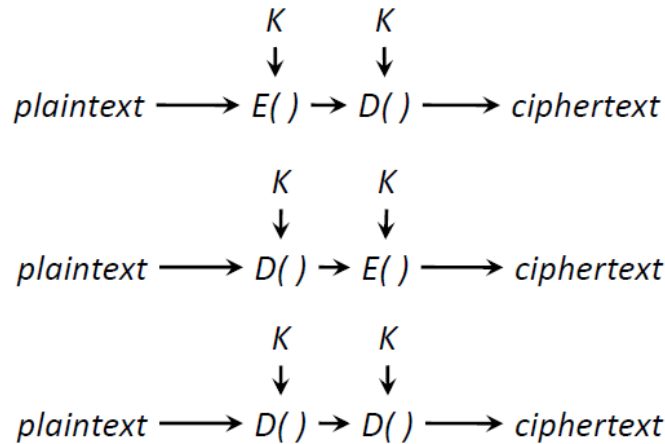 K K
plaintext E( ) D( ) ciphertext
K K
plaintext D( ) E( ) ciphertext
K K
plaintext D( ) D( ) ciphertext